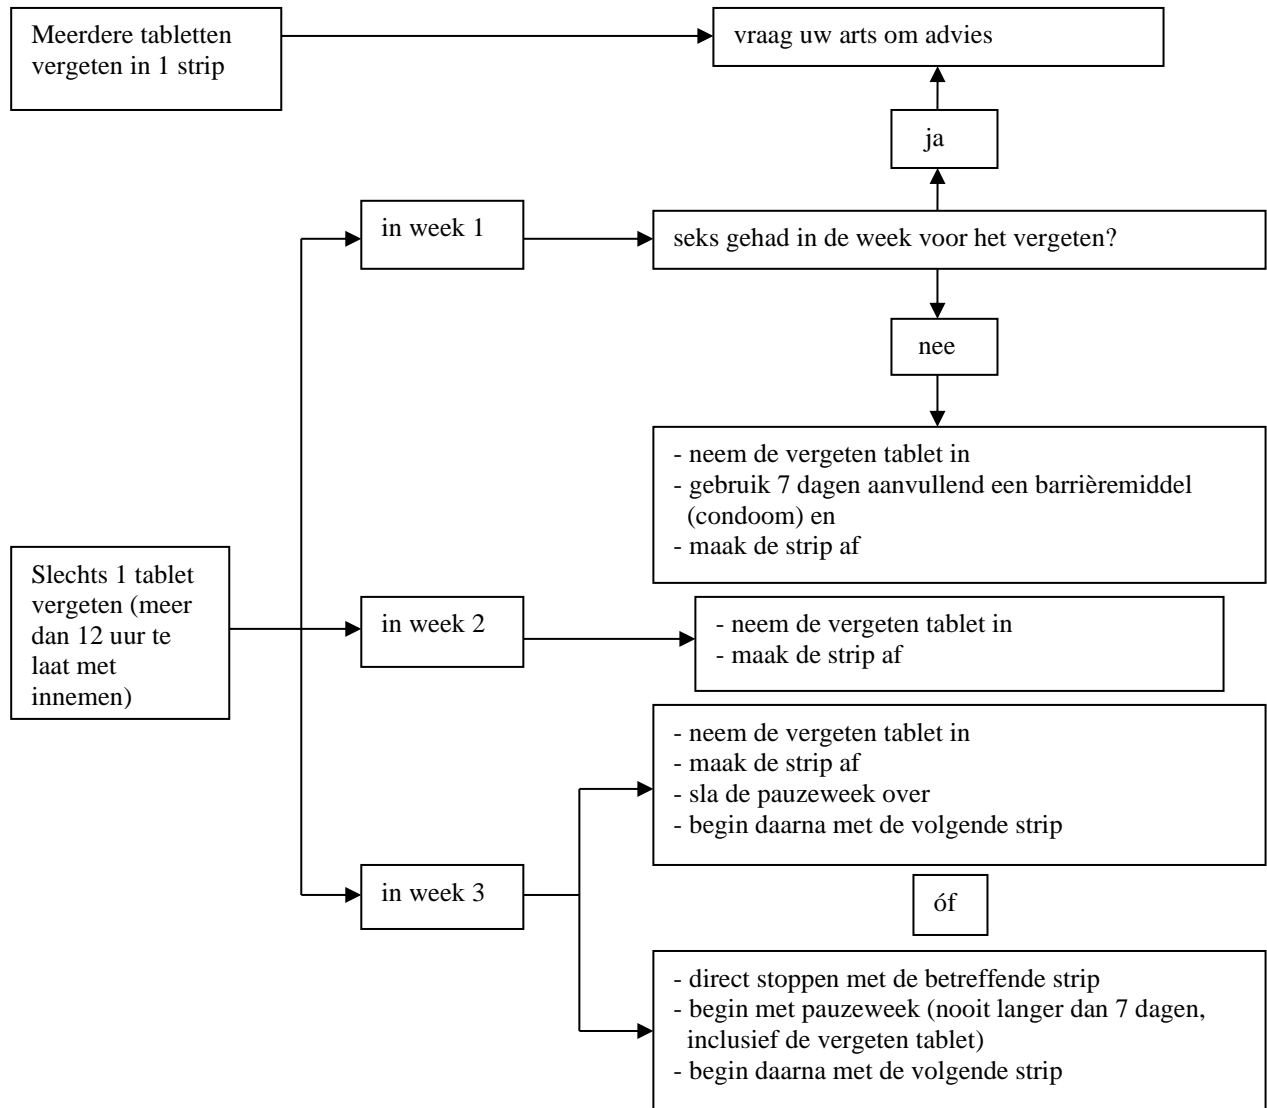 Meerdere tabletten
vergeten in 1 strip
vraag uw arts om advies
ja
in week 1
seks gehad in de week voor het vergeten?
nee
- neem de vergeten tablet in
- gebruik 7 dagen aanvullend een barrièremiddel
(condoom) en
- maak de strip af
Slechts 1 tablet
vergeten (meer
dan 12 uur te
laat met
innemen)
in week 2
- neem de vergeten tablet in
- maak de strip af
- neem de vergeten tablet in
- maak de strip af
- sla de pauzeweek over
- begin daarna met de volgende strip
in week 3
óf
- direct stoppen met de betreffende strip
- begin met pauzeweek (nooit langer dan 7 dagen,
inclusief de vergeten tablet)
- begin daarna met de volgende strip